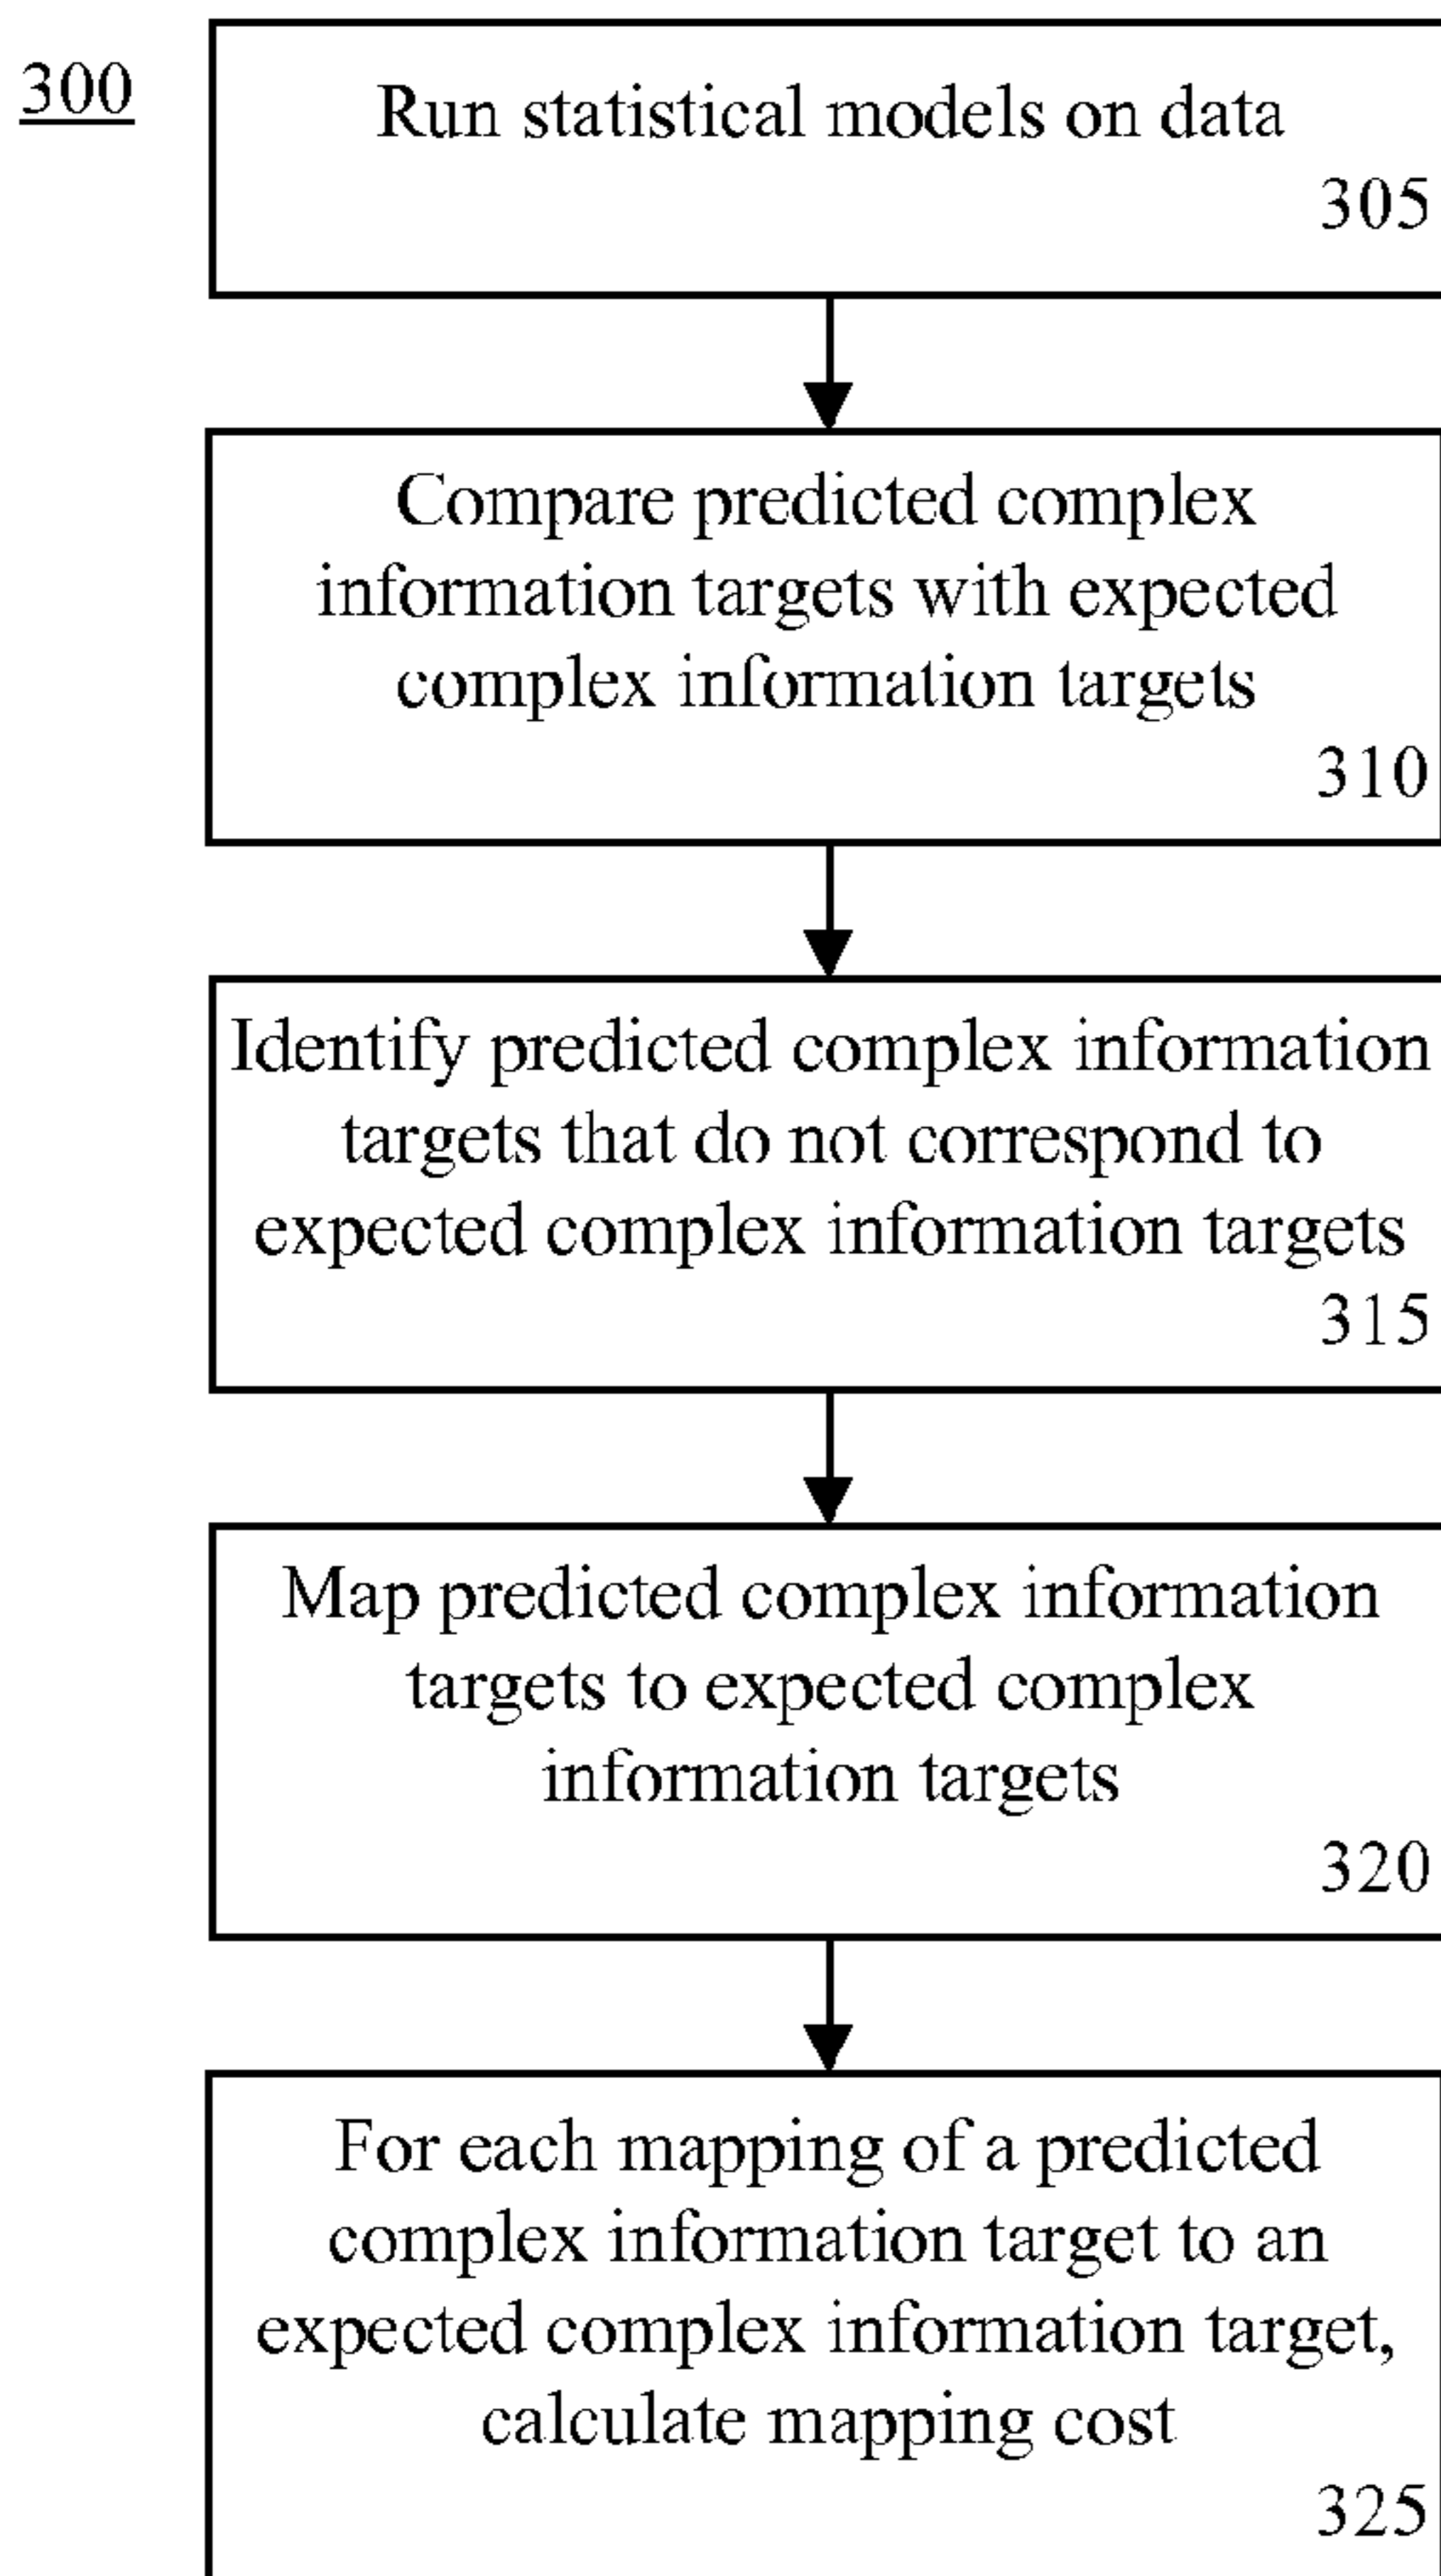 300
Run statistical models on data
305
Compare predicted complex
information targets with expected
complex information targets
310
Identify predicted complex information
targets that do not correspond to
expected complex information targets
315
Map predicted complex information
targets to expected complex
information targets
320
For each mapping of a predicted
complex information target to an
expected complex information target,
calculate mapping cost
325